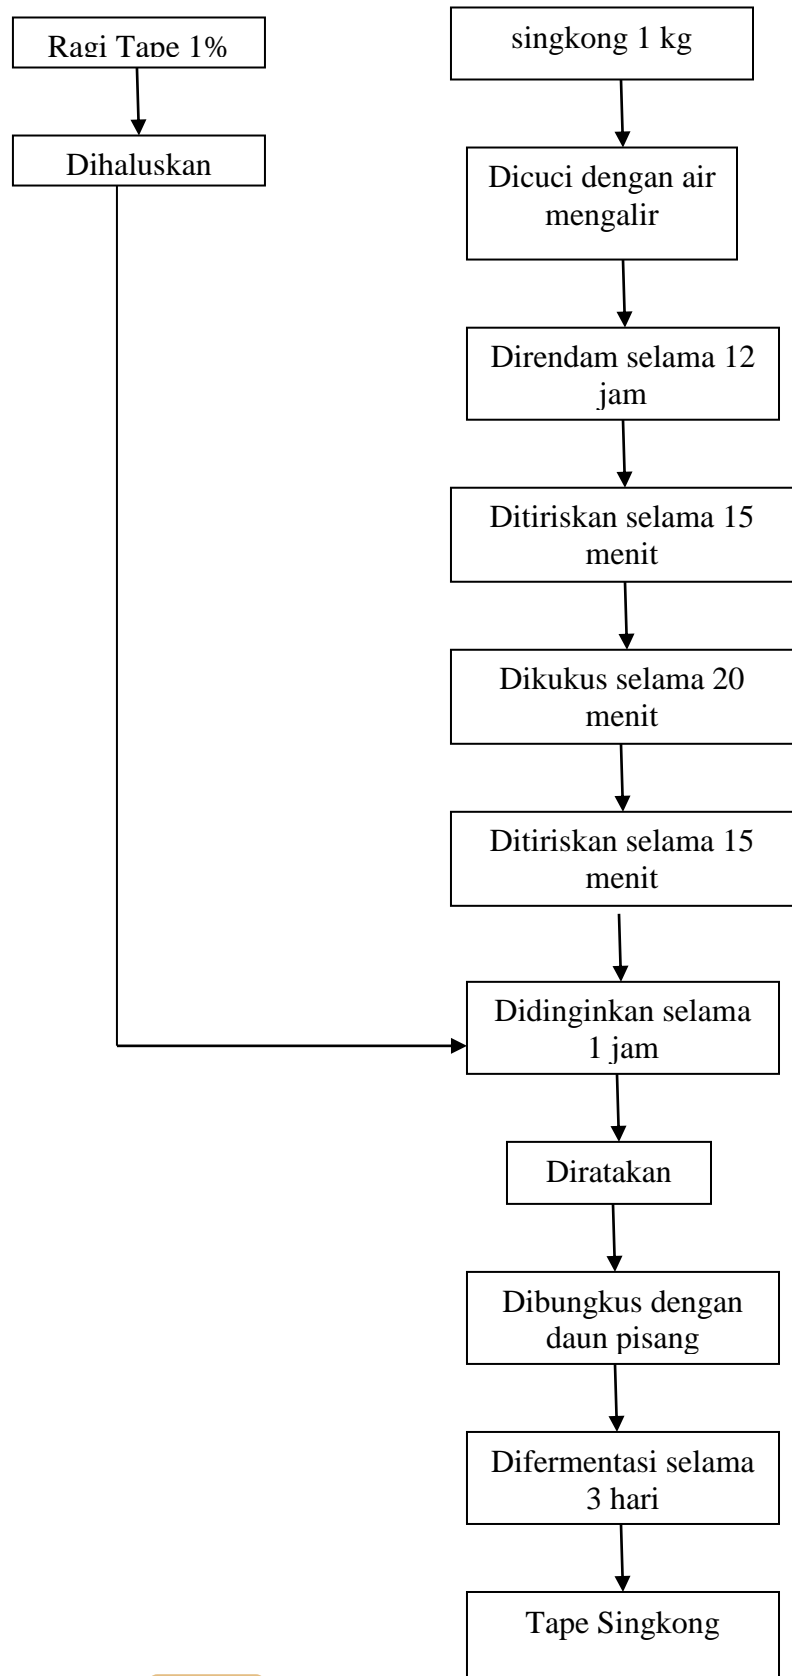 Ragi Tape 1%
Dihaluskan
singkong 1 kg
Dicuci dengan air
mengalir
Direndam selama 12
jam
Ditiriskan selama 15
menit
Dikukus selama 20
menit
Ditiriskan selama 15
menit
Didinginkan selama
1 jam
Diratakan
Dibungkus dengan
daun pisang
Difermentasi selama
3 hari
Tape Singkong